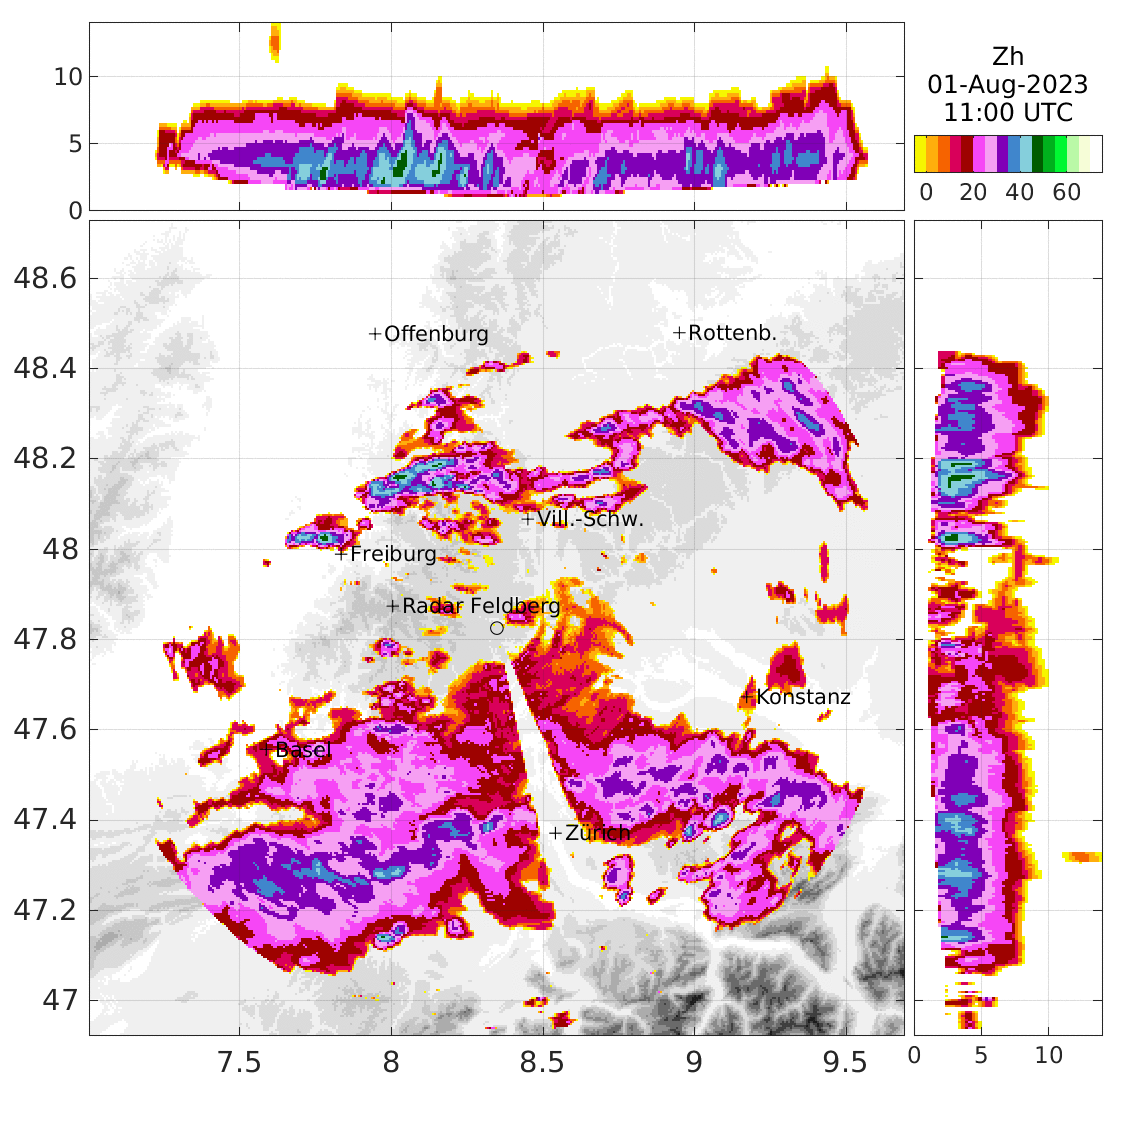 Zh
01-Aug-2023
11:00 UTC
0 20 40 60
10
5
0
48.6
48.4
48.2
48
47.8
47.6
47.4
47.2
47
+Offenburg
+Rottenb.
+Vill.-Schw.
+Freiburg
+Radar Feldberg
+Konstanz
+Basel
+Zürich
7.5 8 8.5 9 9.5
0 5 10